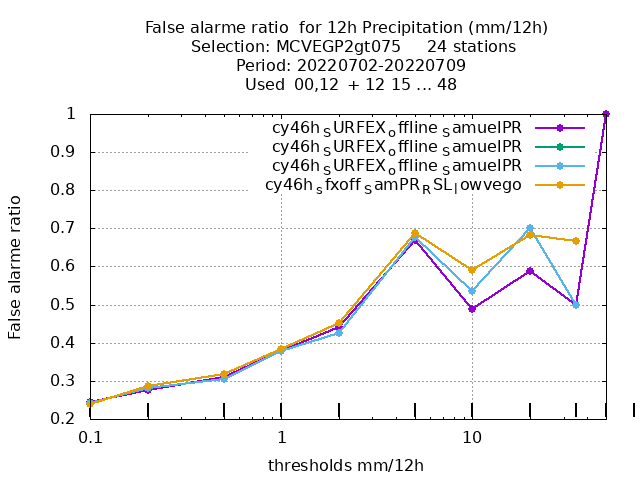 False alarme ratio  for 12h Precipitation (mm/12h)
Selection: MCVEGP2gt075     24 stations
Period: 20220702-20220709
Used  00,12  + 12 15 ... 48
cy46h_SURFEX_offline_SamuelPR
cy46h_SURFEX_offline_SamuelPR
cy46h_SURFEX_offline_SamuelPR
cy46h_sfxoff_SamPR_RSL_lowvego
1
0.9
0.8
0.7
0.6
0.5
0.4
0.3
0.2
False alarme ratio
0.1 1 10
thresholds mm/12h